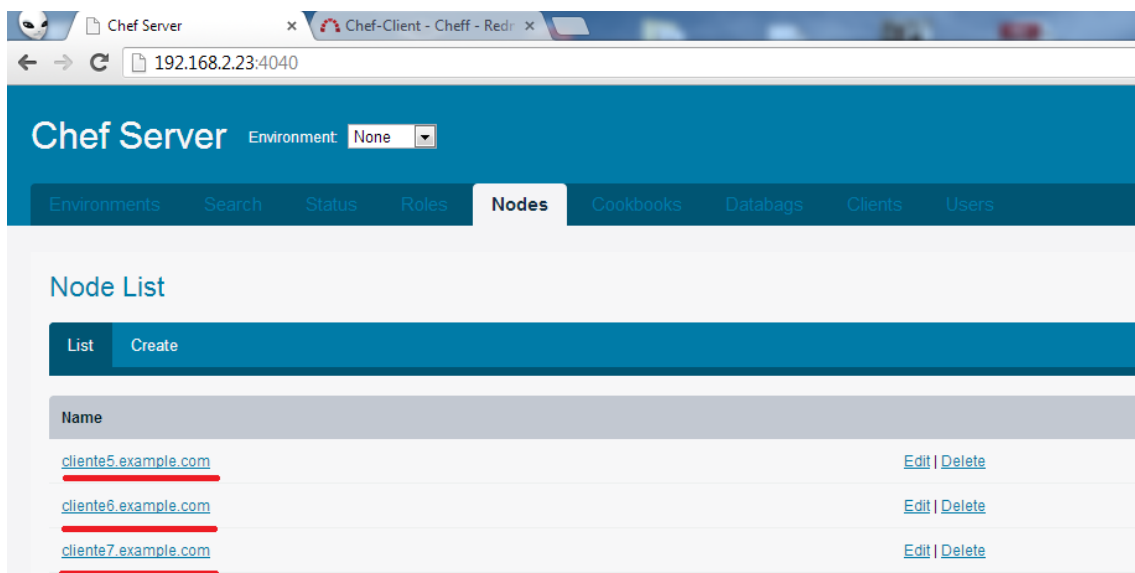 Chef Server
Chef-Client - Cheff - Redr
192.168.2.23:4040
Chef Server Environment: None
Environments Search Status Roles Nodes Cookbooks Databags Clients Users
Node List
List Create
Name
cliente5.example.com Edit | Delete
cliente6.example.com Edit | Delete
cliente7.example.com Edit | Delete